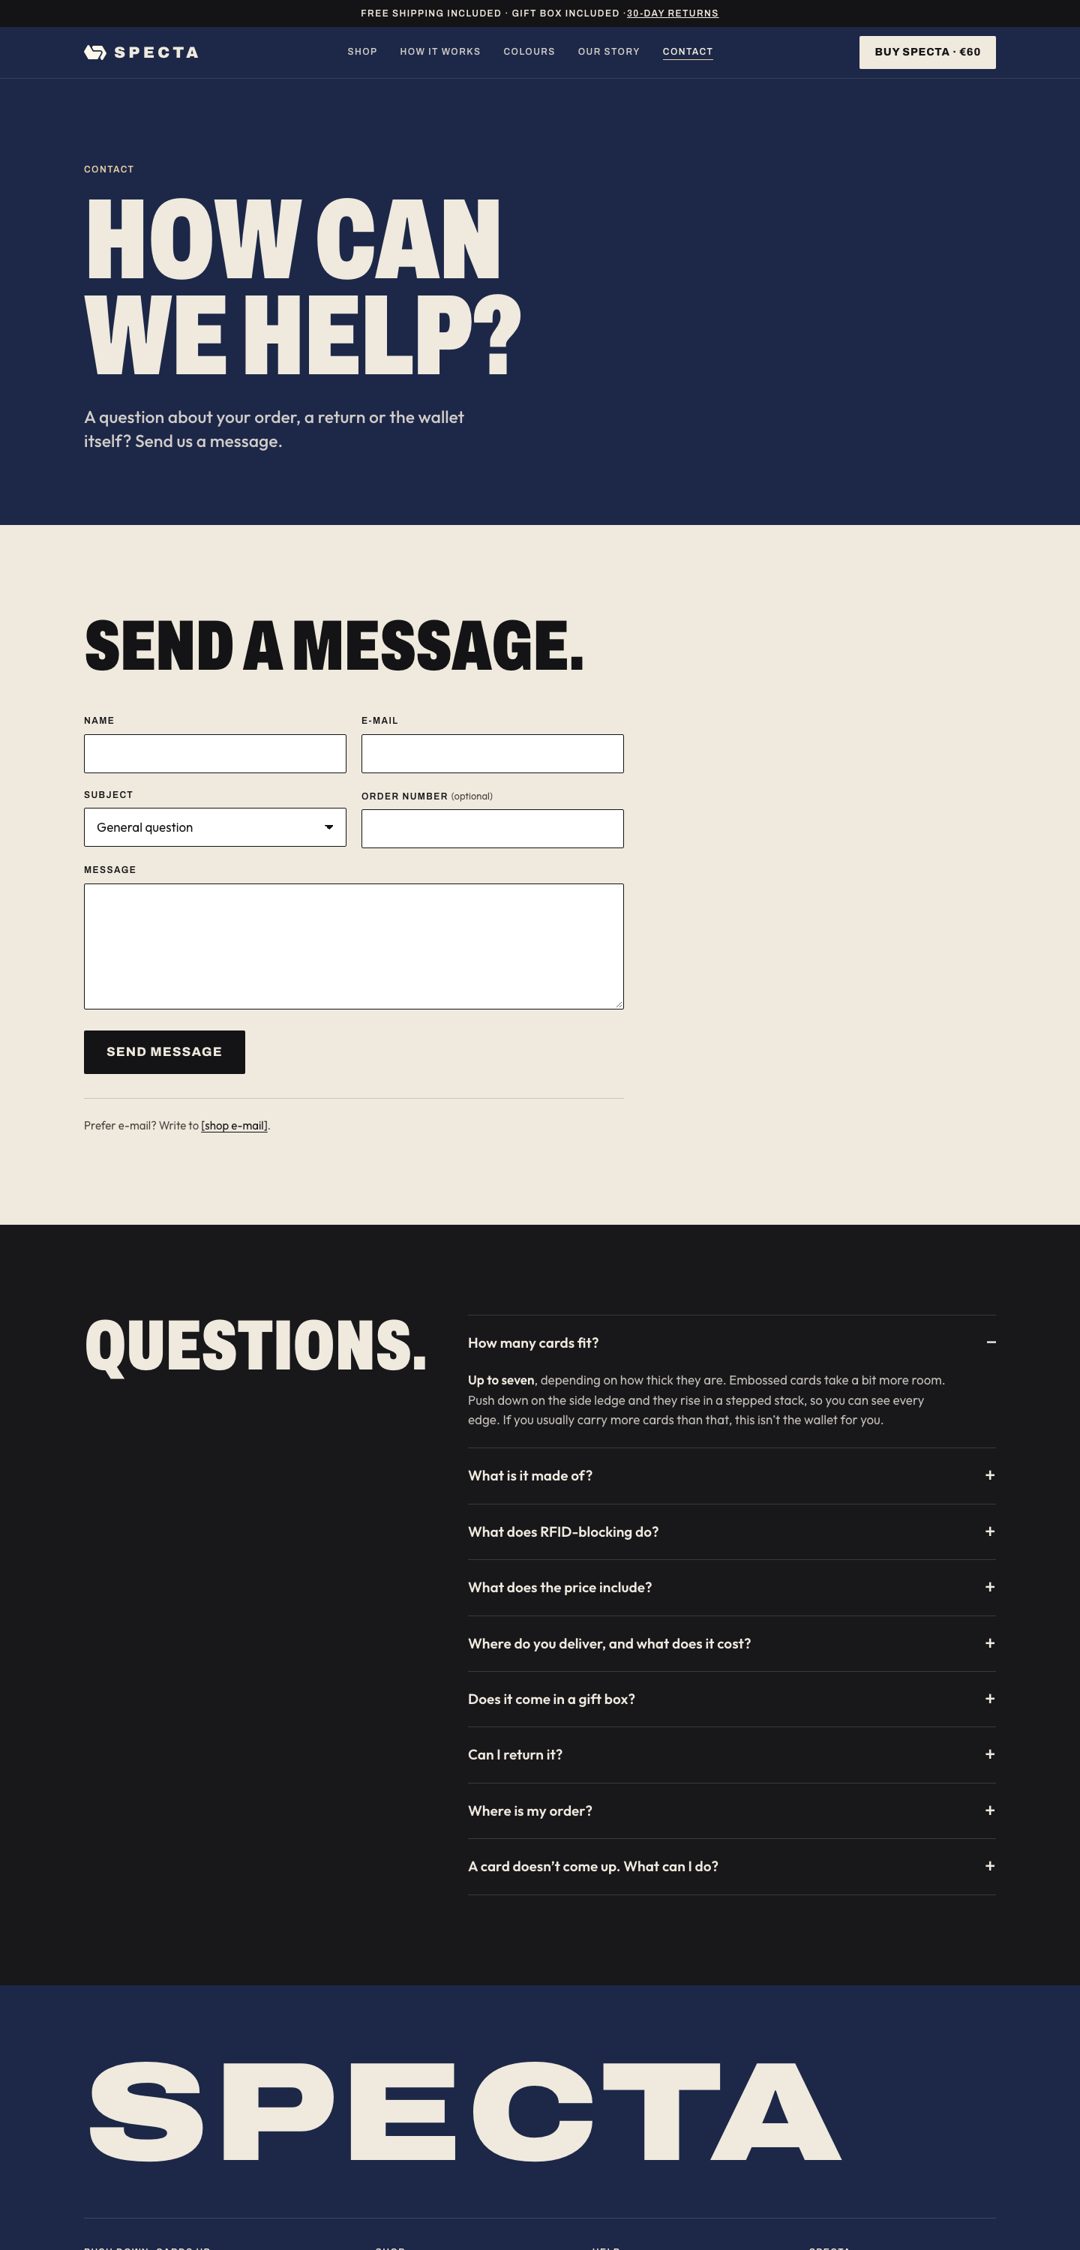 FREE SHIPPING INCLUDED · GIFT BOX INCLUDED · 30-DAY RETURNS
SPECTA
SHOP HOW IT WORKS COLOURS OUR STORY CONTACT
BUY SPECTA · €60
CONTACT
HOW CAN
WE HELP?
A question about your order, a return or the wallet
itself? Send us a message.
SEND A MESSAGE.
NAME
E-MAIL
SUBJECT
ORDER NUMBER (optional)
General question
MESSAGE
SEND MESSAGE
Prefer e-mail? Write to [shop e-mail].
QUESTIONS.
How many cards fit? −
Up to seven, depending on how thick they are. Embossed cards take a bit more room.
Push down on the side ledge and they rise in a stepped stack, so you can see every
edge. If you usually carry more cards than that, this isn’t the wallet for you.
What is it made of? +
What does RFID-blocking do? +
What does the price include? +
Where do you deliver, and what does it cost? +
Does it come in a gift box? +
Can I return it? +
Where is my order? +
A card doesn’t come up. What can I do? +
SPECTA